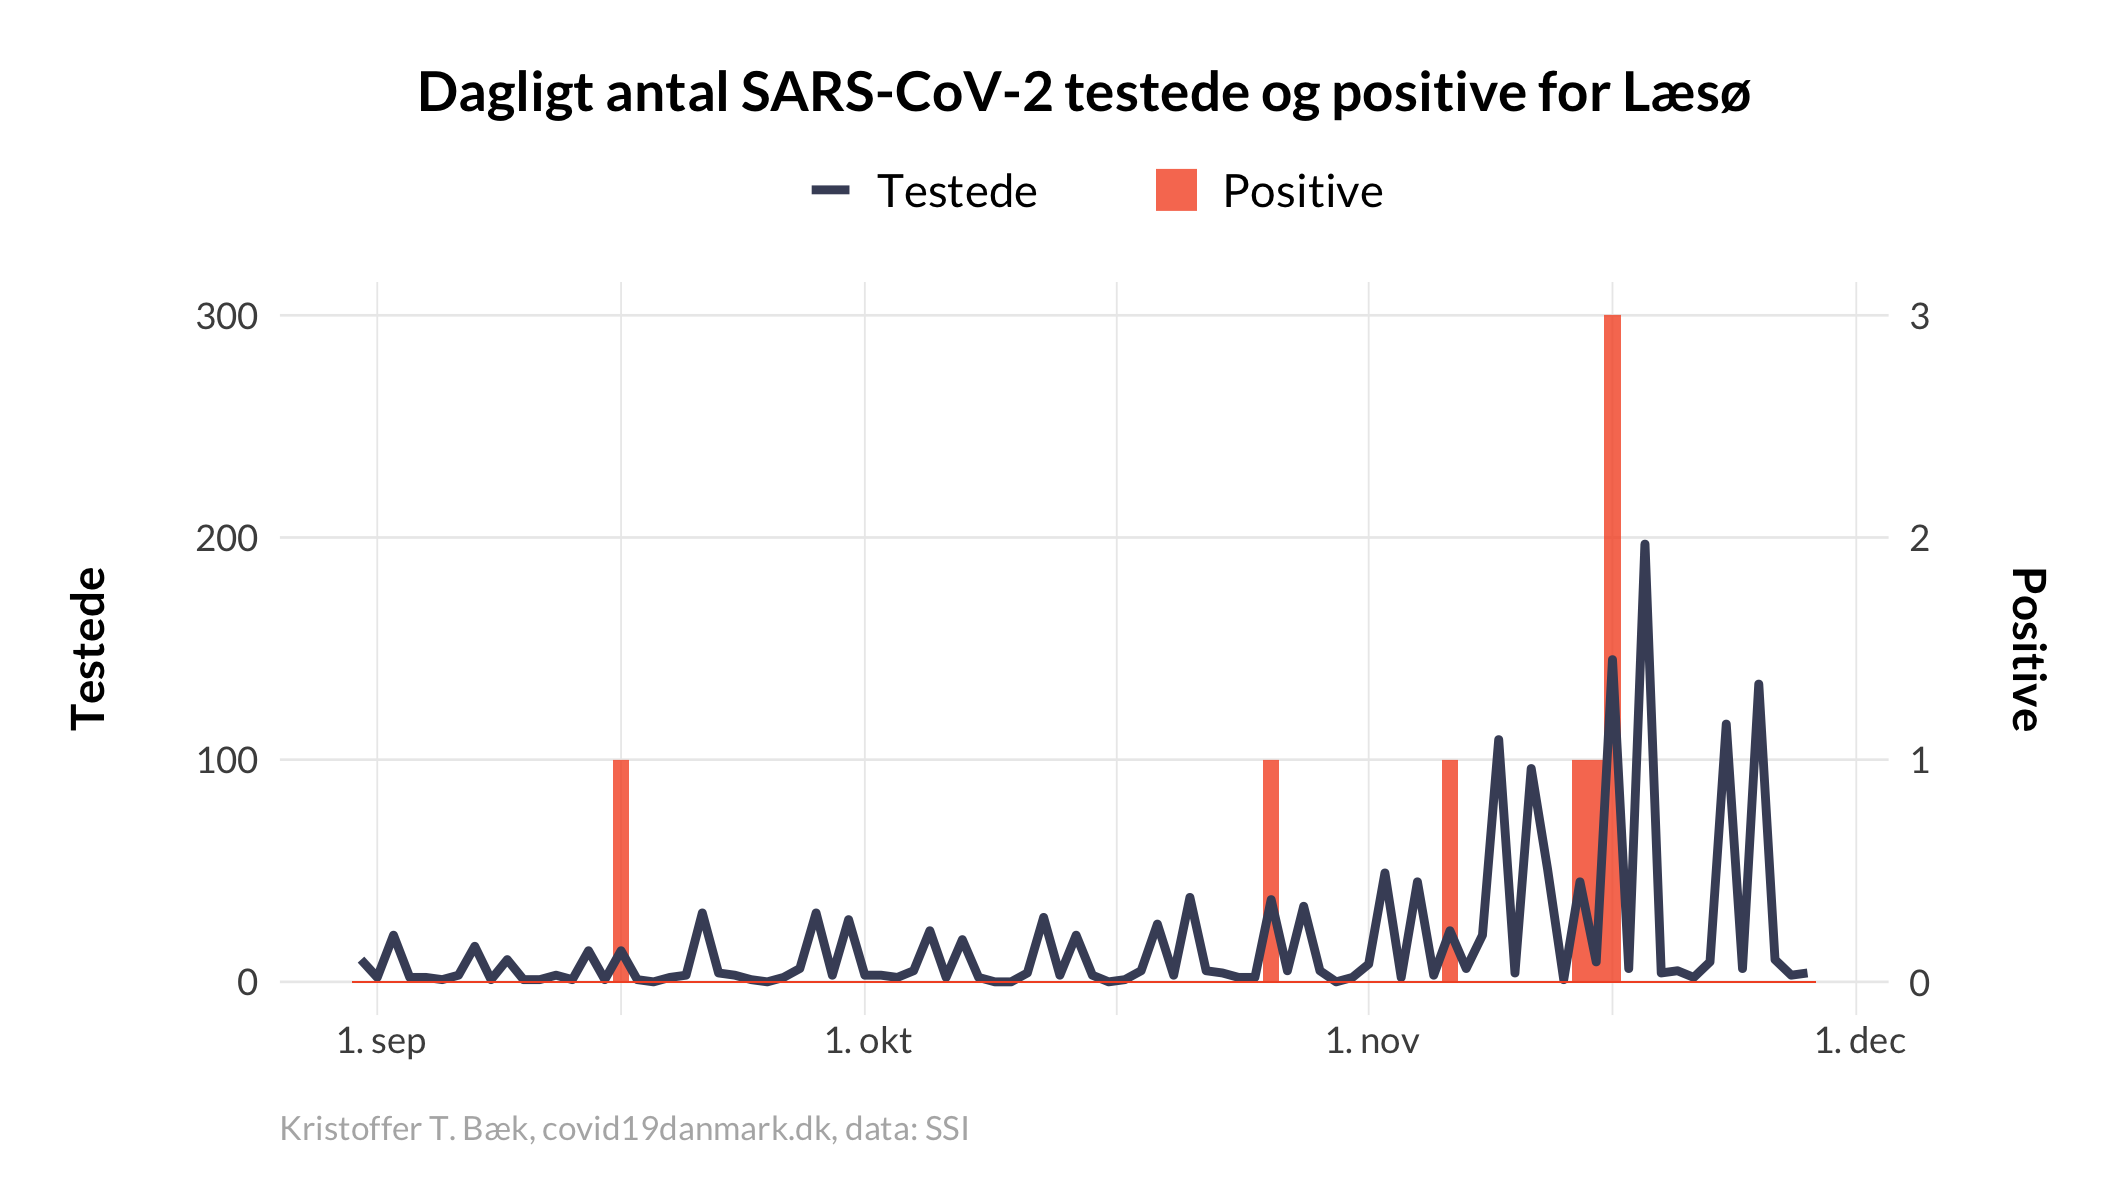 Dagligt antal SARS-CoV-2 testede og positive for Læsø
Testede
Positive
300
200
100
0
3
2
1
0
Testede
Positive
1. sep
1. okt
1. nov
1. dec
Kristoffer T. Bæk, covid19danmark.dk, data: SSI